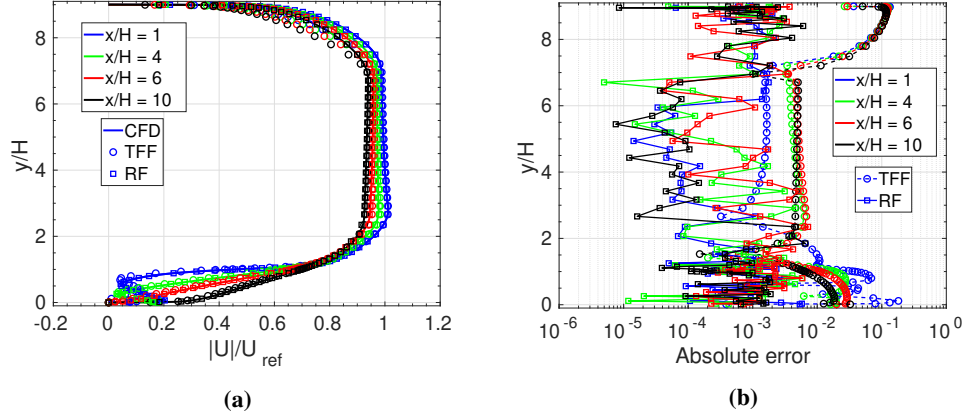 8
6
4
2
0
y/H
x/H = 1
x/H = 4
x/H = 6
x/H = 10
CFD
TFF
RF
-0.2 0 0.2 0.4 0.6 0.8 1 1.2
|U|/U_ref
(a)
8
6
4
2
0
y/H
x/H = 1
x/H = 4
x/H = 6
x/H = 10
TFF
RF
10^-6 10^-5 10^-4 10^-3 10^-2 10^-1 10^0
Absolute error
(b)